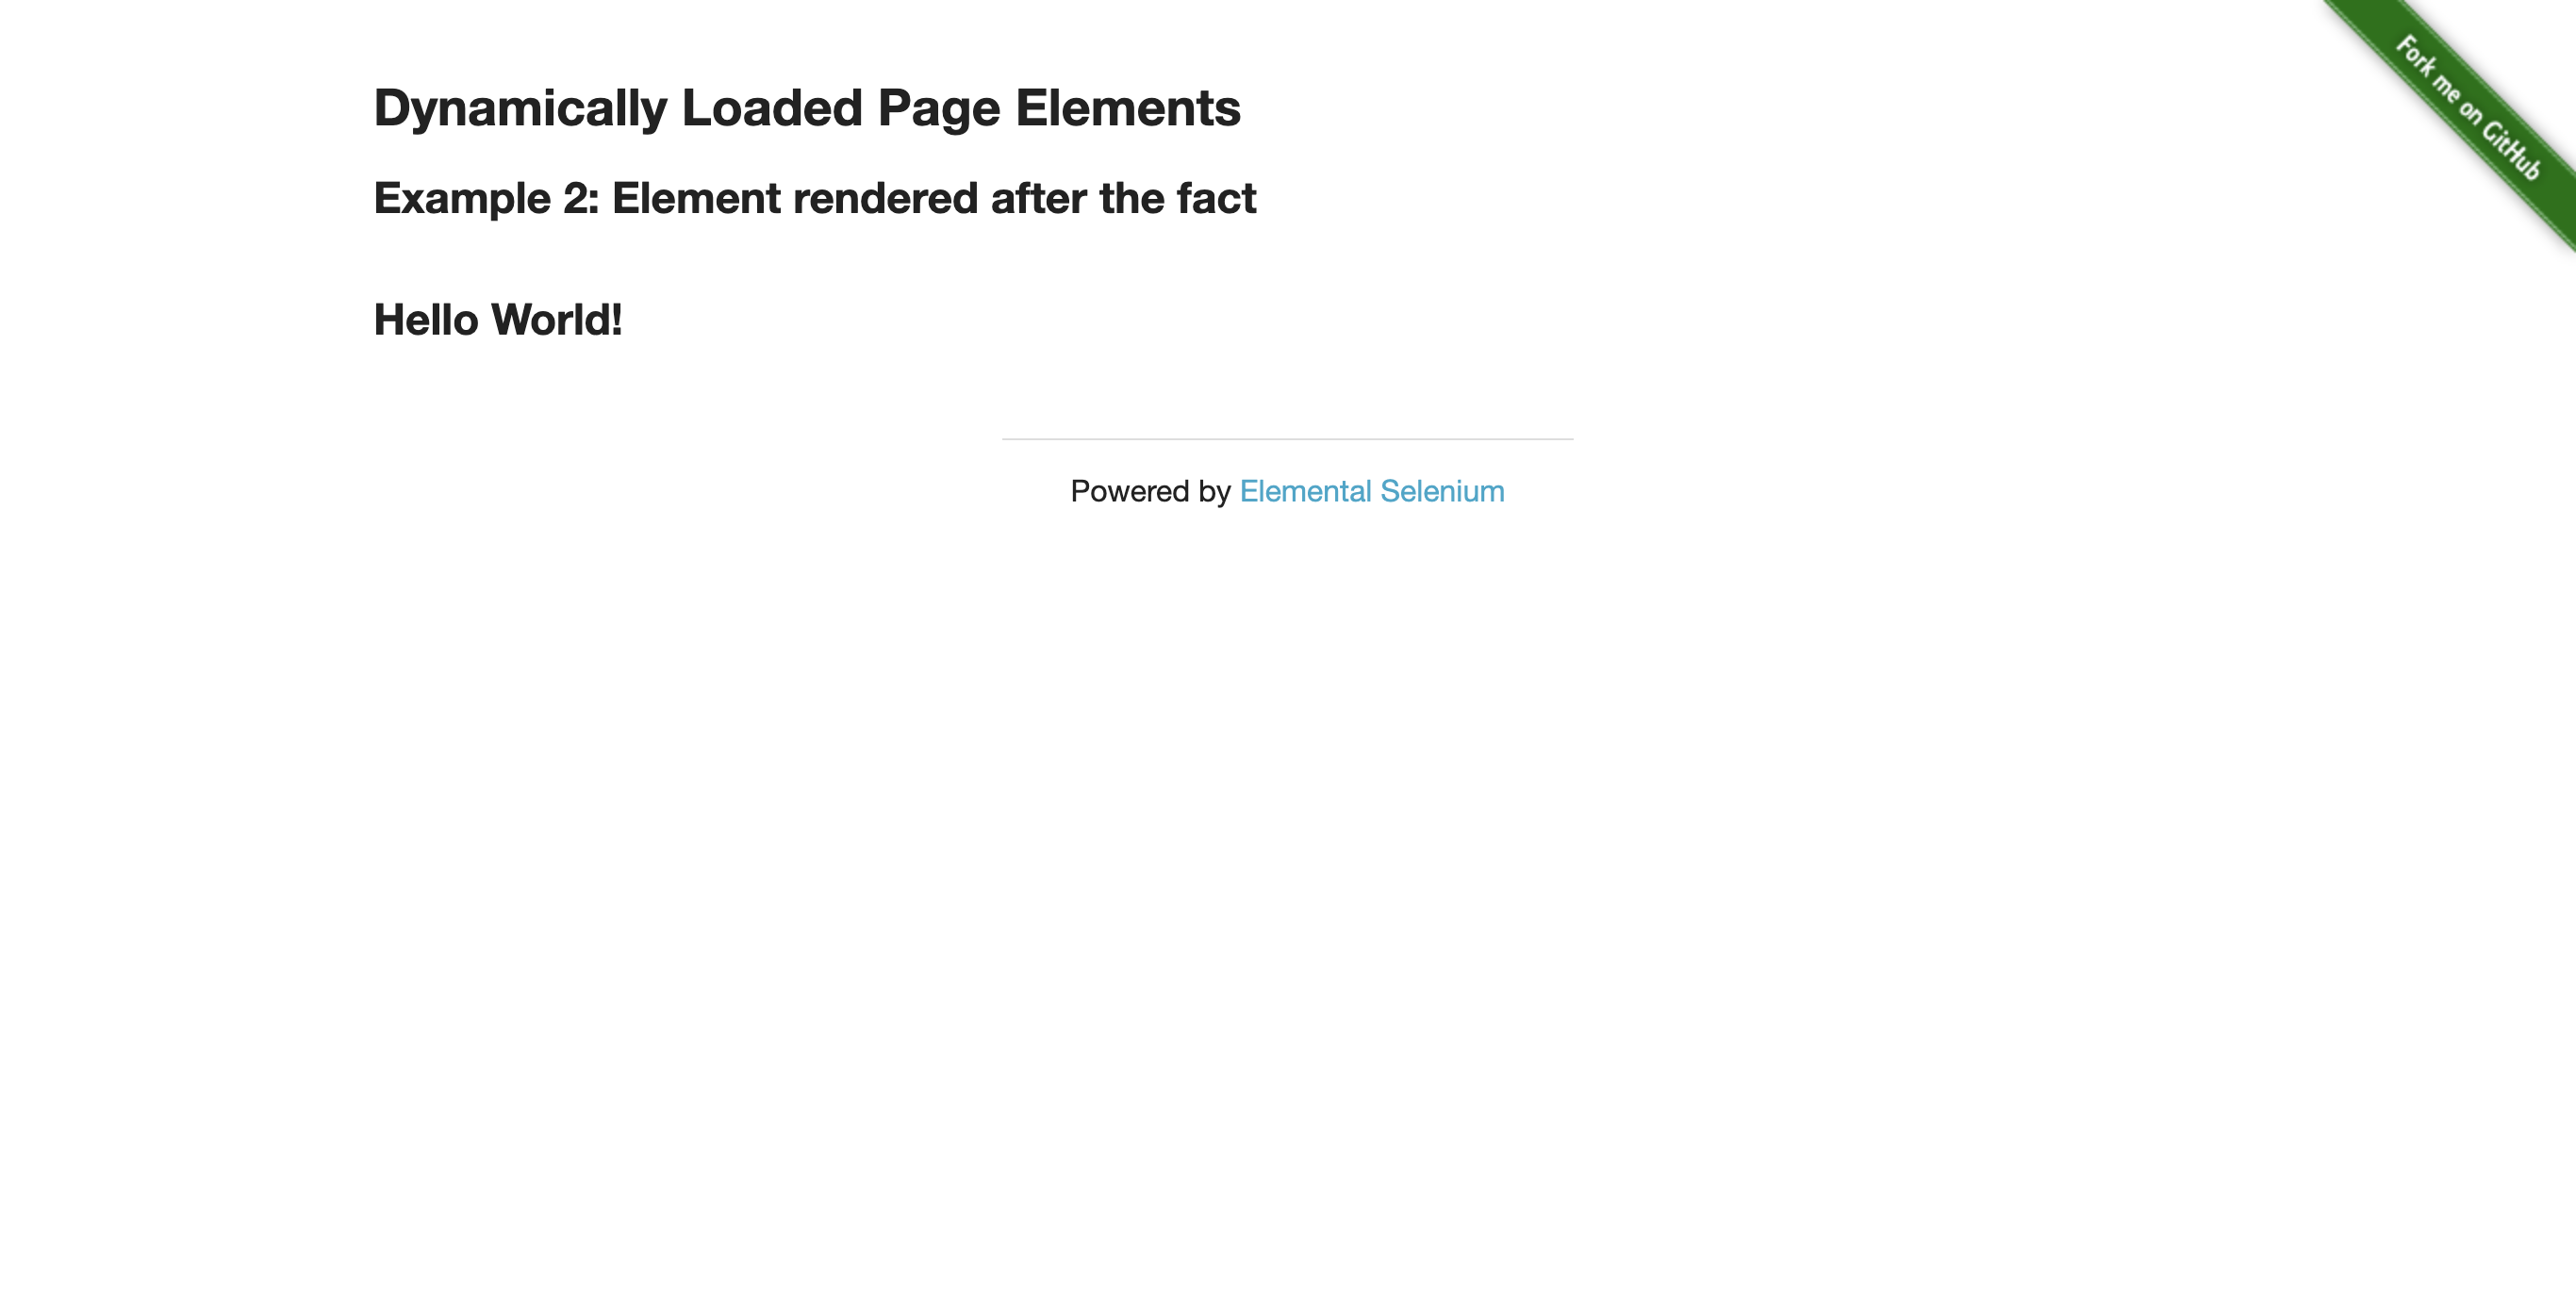 Dynamically Loaded Page Elements
Example 2: Element rendered after the fact
Hello World!
Powered by Elemental Selenium
Fork me on GitHub